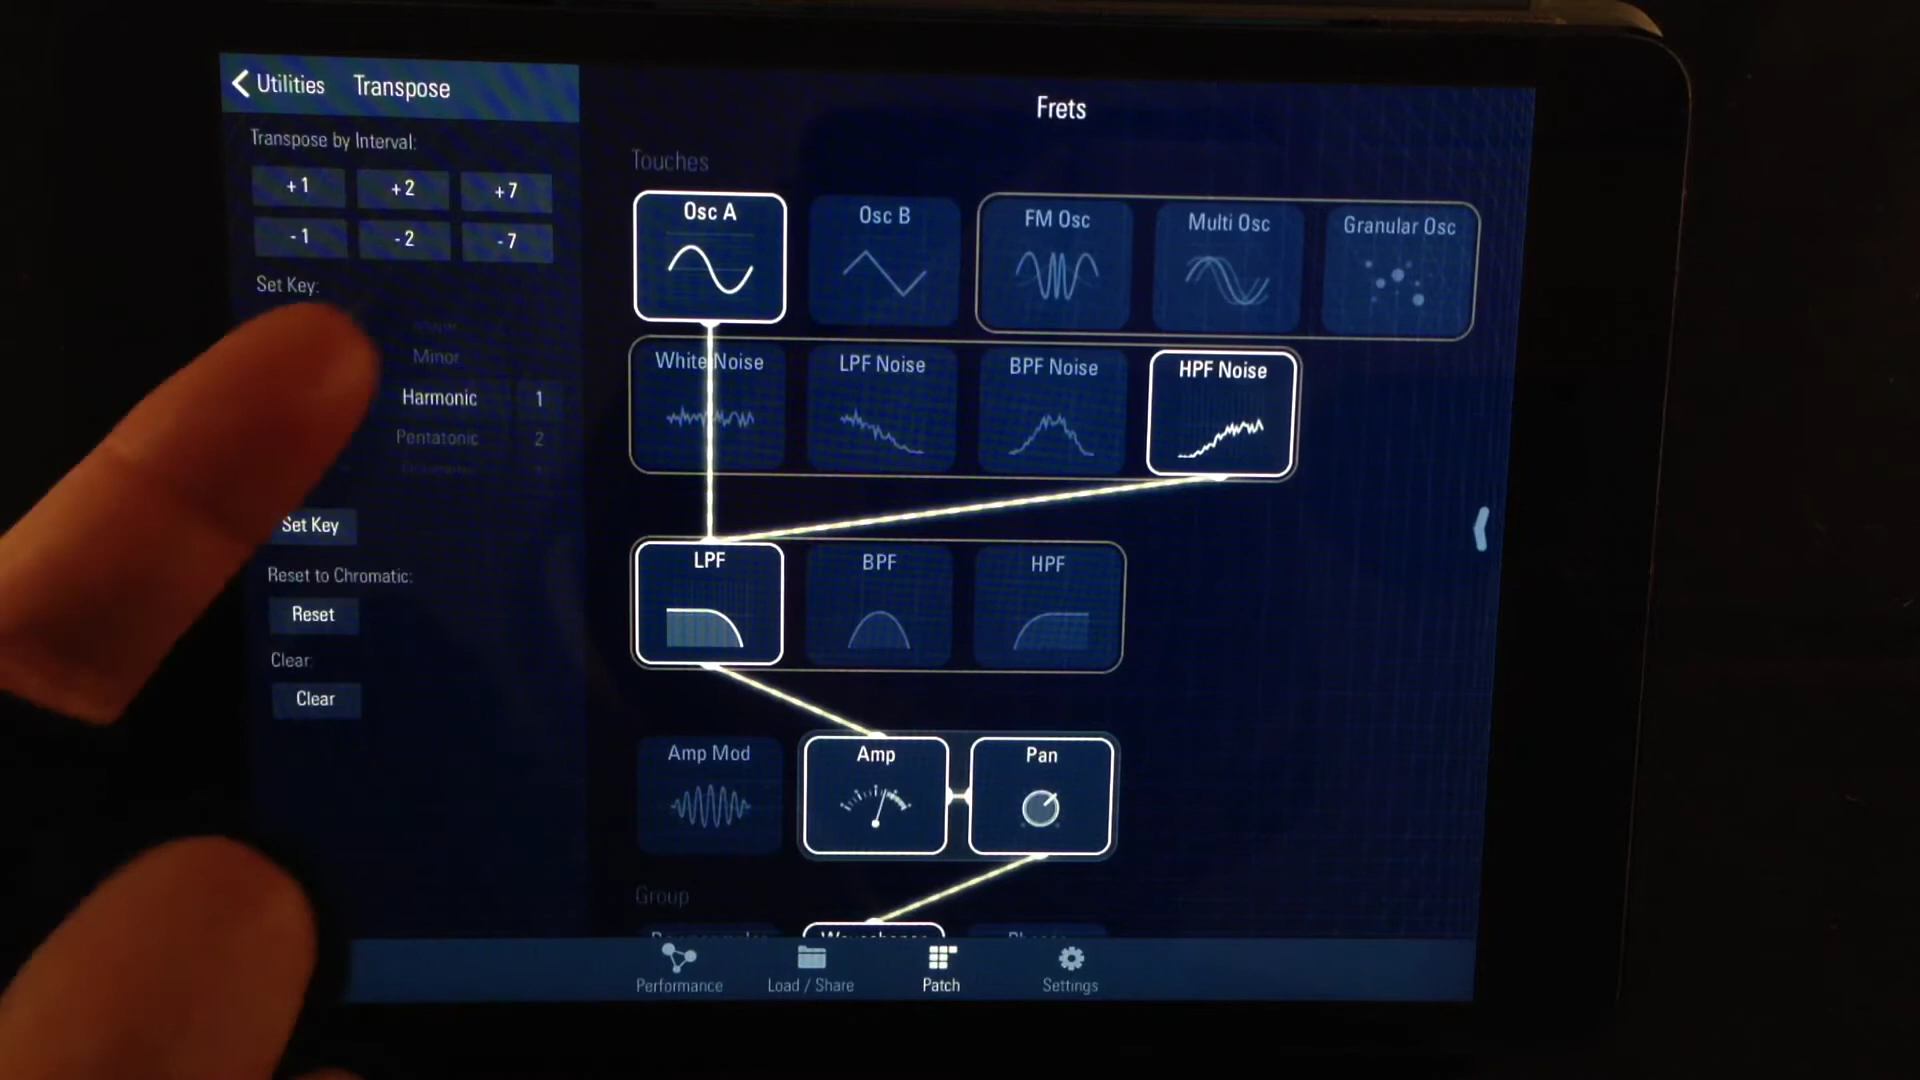 Utilities Transpose
Transpose by Interval:
+1 +2 +7
-1 -2 -7
Set Key:
Minor
Harmonic 1
Pentatonic 2
Set Key
Reset to Chromatic:
Reset
Clear:
Clear
Frets
Touches
Osc A Osc B FM Osc Multi Osc Granular Osc
White Noise LPF Noise BPF Noise HPF Noise
LPF BPF HPF
Amp Mod Amp Pan
Group
Performance Load / Share Patch Settings